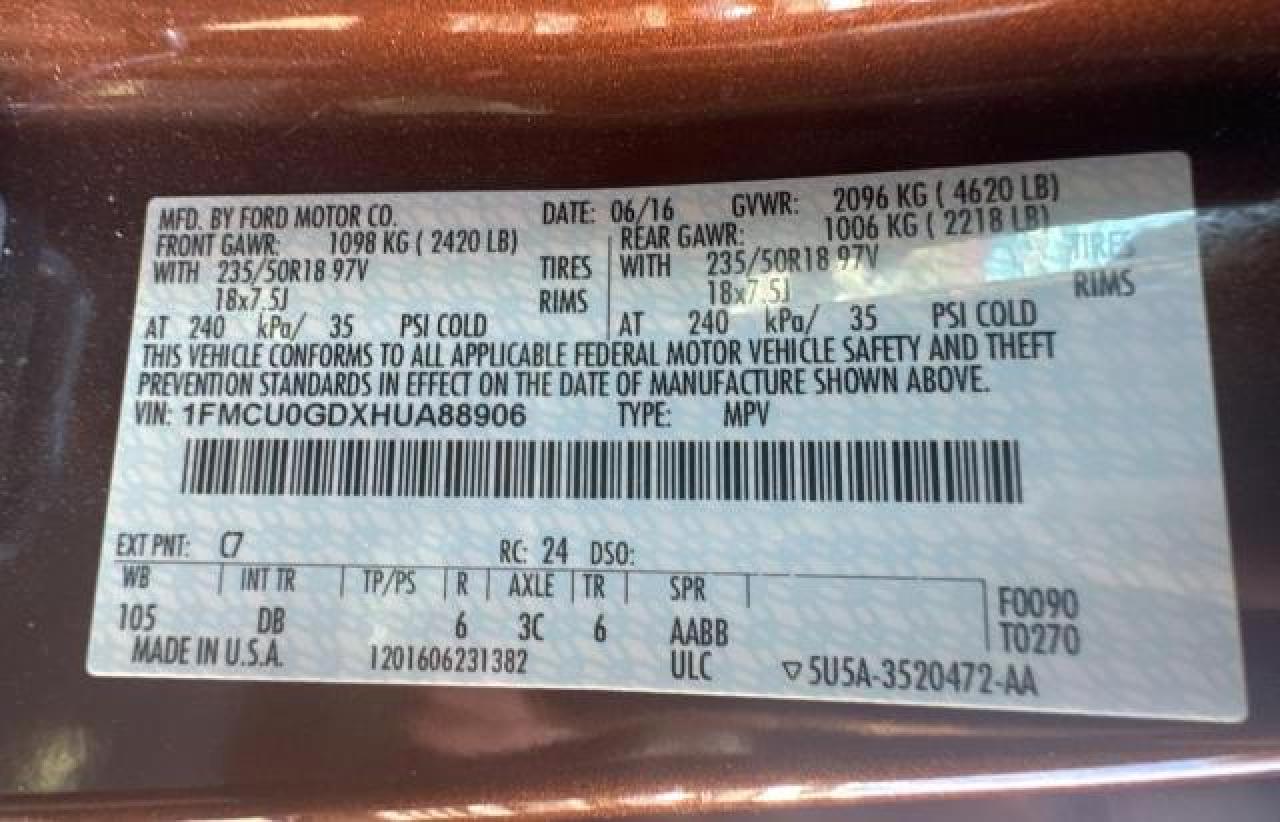 MFD. BY FORD MOTOR CO. DATE: 06/16 GVWR: 2096 KG ( 4620 LB)
FRONT GAWR: 1098 KG ( 2420 LB) REAR GAWR: 1006 KG ( 2218 LB)
WITH 235/50R18 97V TIRES WITH 235/50R18 97V TIRES
18x7.5J RIMS 18x7.5J RIMS
AT 240 kPa/ 35 PSI COLD AT 240 kPa/ 35 PSI COLD
THIS VEHICLE CONFORMS TO ALL APPLICABLE FEDERAL MOTOR VEHICLE SAFETY AND THEFT
PREVENTION STANDARDS IN EFFECT ON THE DATE OF MANUFACTURE SHOWN ABOVE.
VIN: 1FMCU0GDXHUA88906 TYPE: MPV
EXT PNT: C7 RC: 24 DSO:
WB INT TR TP/PS R AXLE TR SPR
105 DB 6 3C 6 AABB F0090
T0270
MADE IN U.S.A. 1201606231382 ULC ▽5U5A-3520472-AA